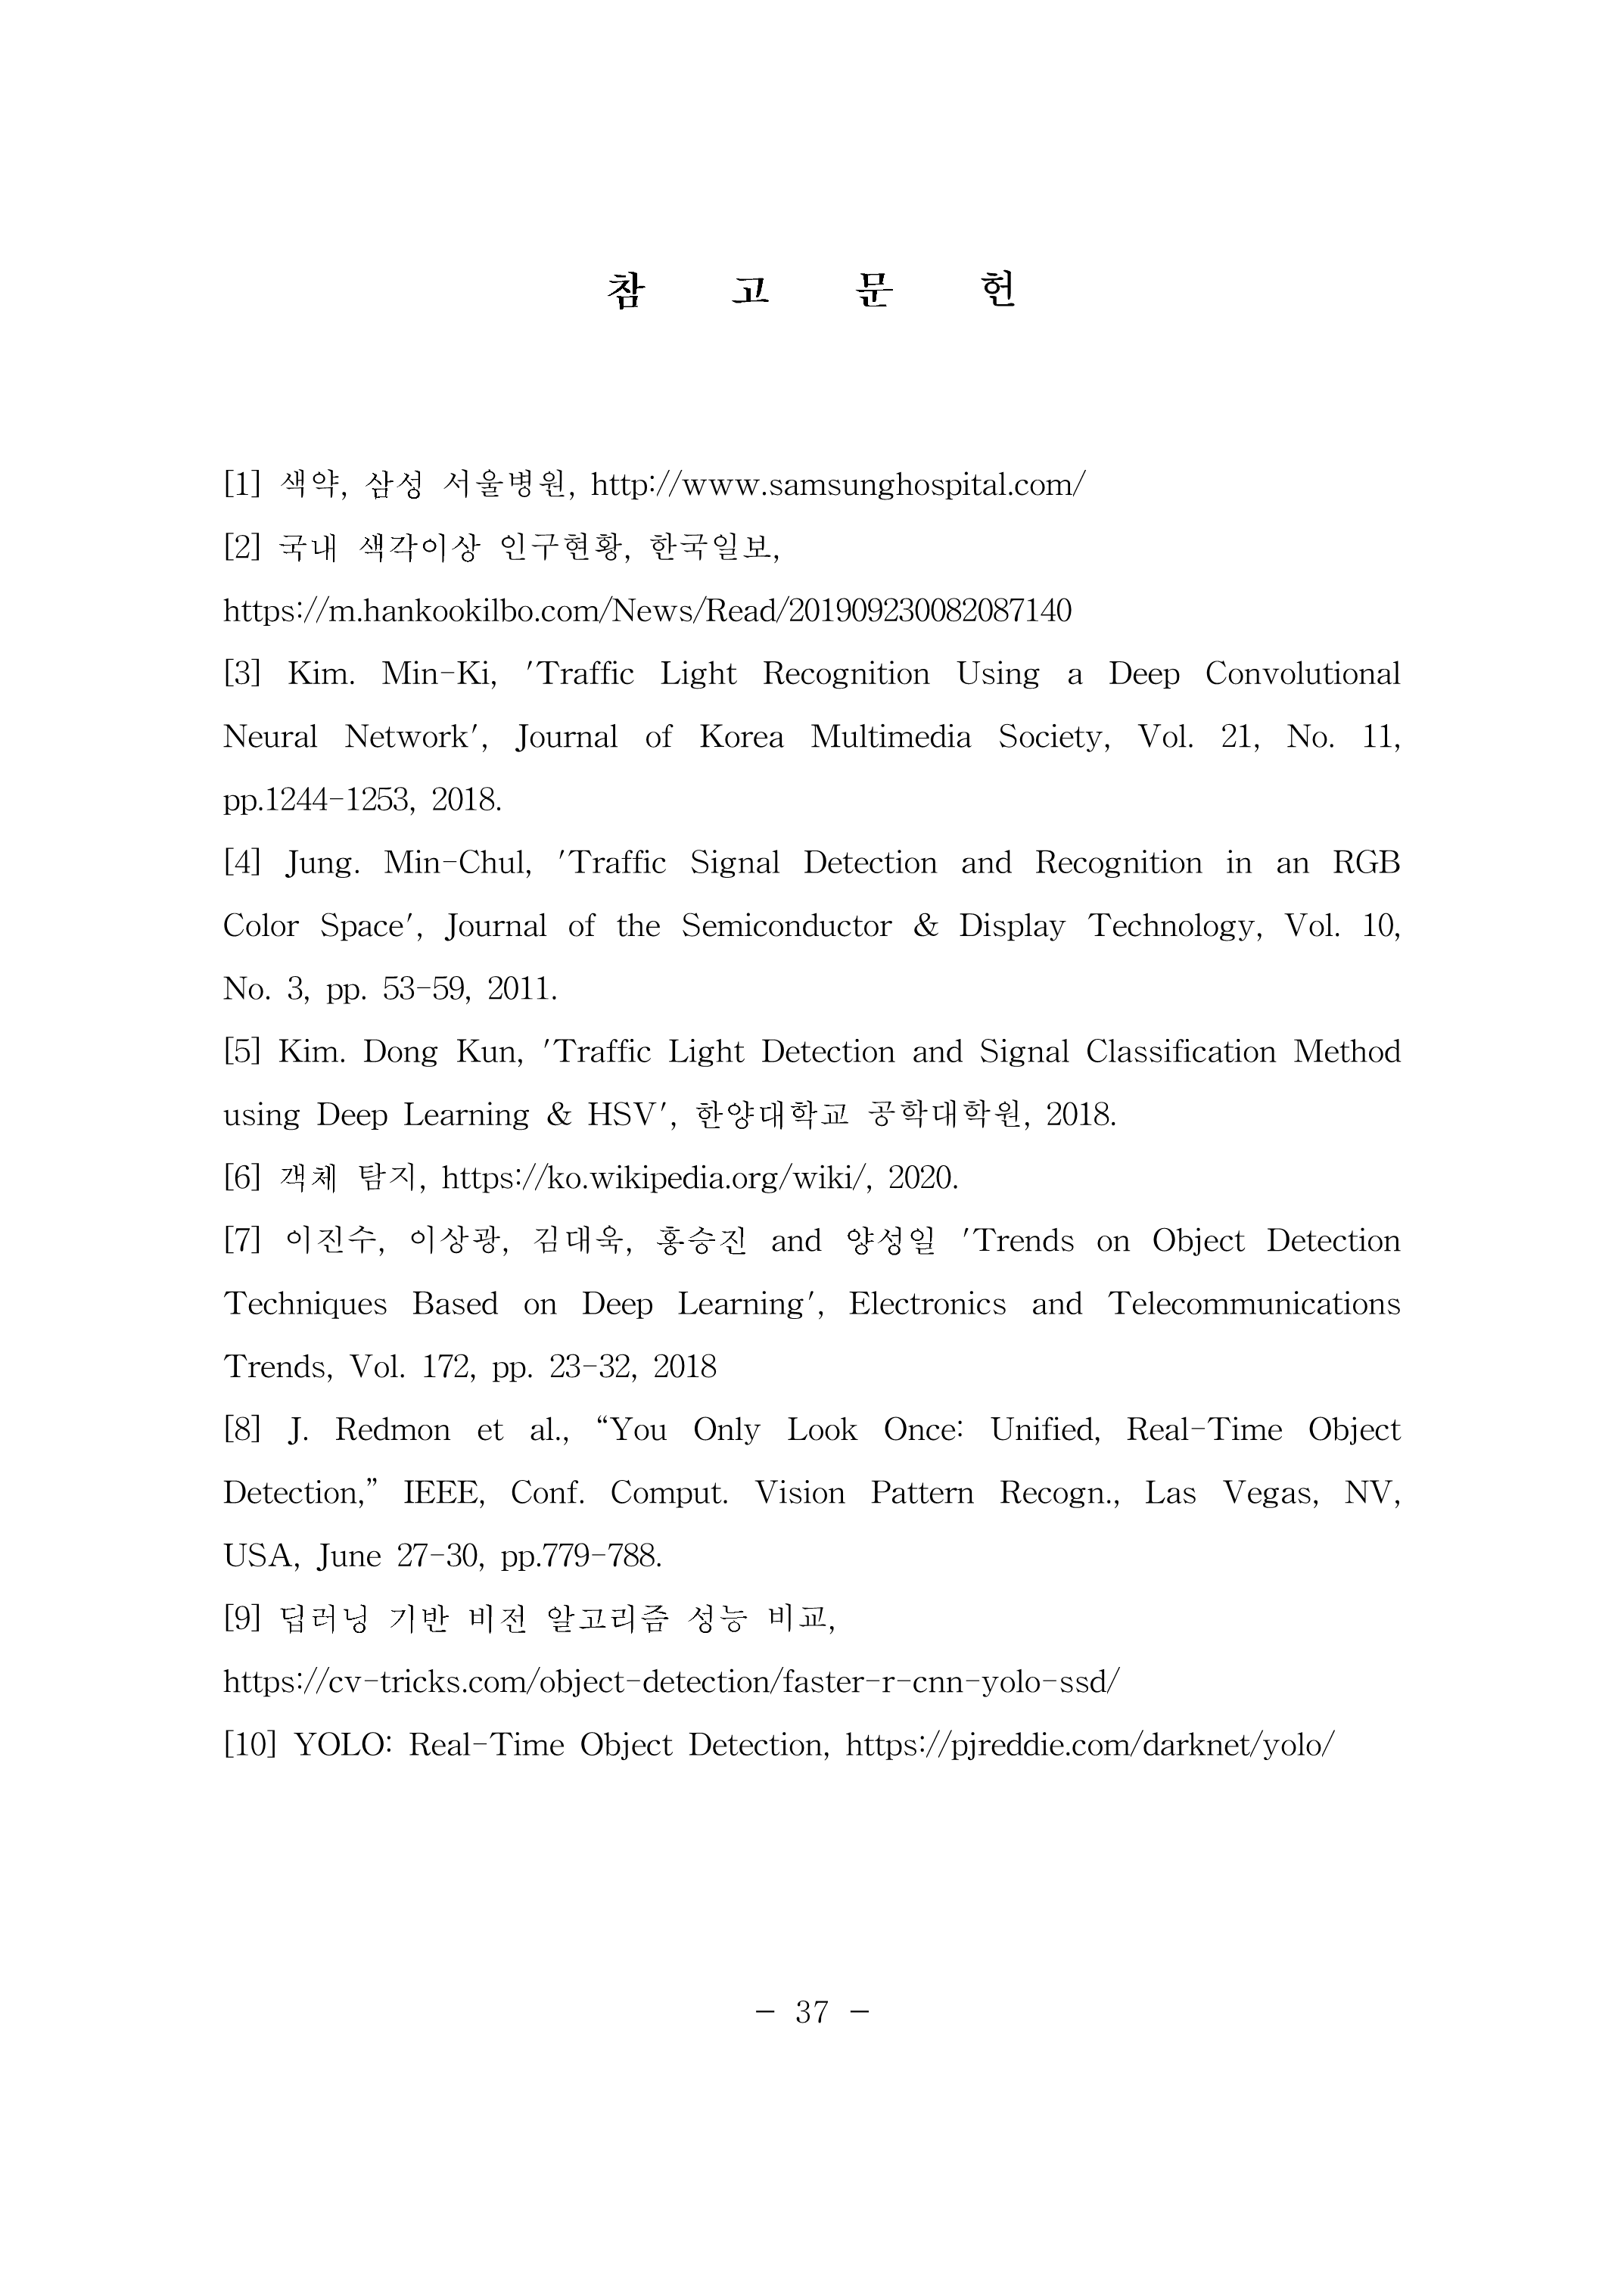 참 고 문 헌
[1] 색약, 삼성 서울병원, http://www.samsunghospital.com/
[2] 국내 색각이상 인구현황, 한국일보,
https://m.hankookilbo.com/News/Read/201909230082087140
[3] Kim. Min-Ki, ′Traffic Light Recognition Using a Deep Convolutional
Neural Network′, Journal of Korea Multimedia Society, Vol. 21, No. 11,
pp.1244-1253, 2018.
[4] Jung. Min-Chul, ′Traffic Signal Detection and Recognition in an RGB
Color Space′, Journal of the Semiconductor & Display Technology, Vol. 10,
No. 3, pp. 53-59, 2011.
[5] Kim. Dong Kun, ′Traffic Light Detection and Signal Classification Method
using Deep Learning & HSV′, 한양대학교 공학대학원, 2018.
[6] 객체 탐지, https://ko.wikipedia.org/wiki/, 2020.
[7] 이진수, 이상광, 김대욱, 홍승진 and 양성일 ′Trends on Object Detection
Techniques Based on Deep Learning′, Electronics and Telecommunications
Trends, Vol. 172, pp. 23-32, 2018
[8] J. Redmon et al., “You Only Look Once: Unified, Real-Time Object
Detection,” IEEE, Conf. Comput. Vision Pattern Recogn., Las Vegas, NV,
USA, June 27-30, pp.779-788.
[9] 딥러닝 기반 비전 알고리즘 성능 비교,
https://cv-tricks.com/object-detection/faster-r-cnn-yolo-ssd/
[10] YOLO: Real-Time Object Detection, https://pjreddie.com/darknet/yolo/
- 37 -